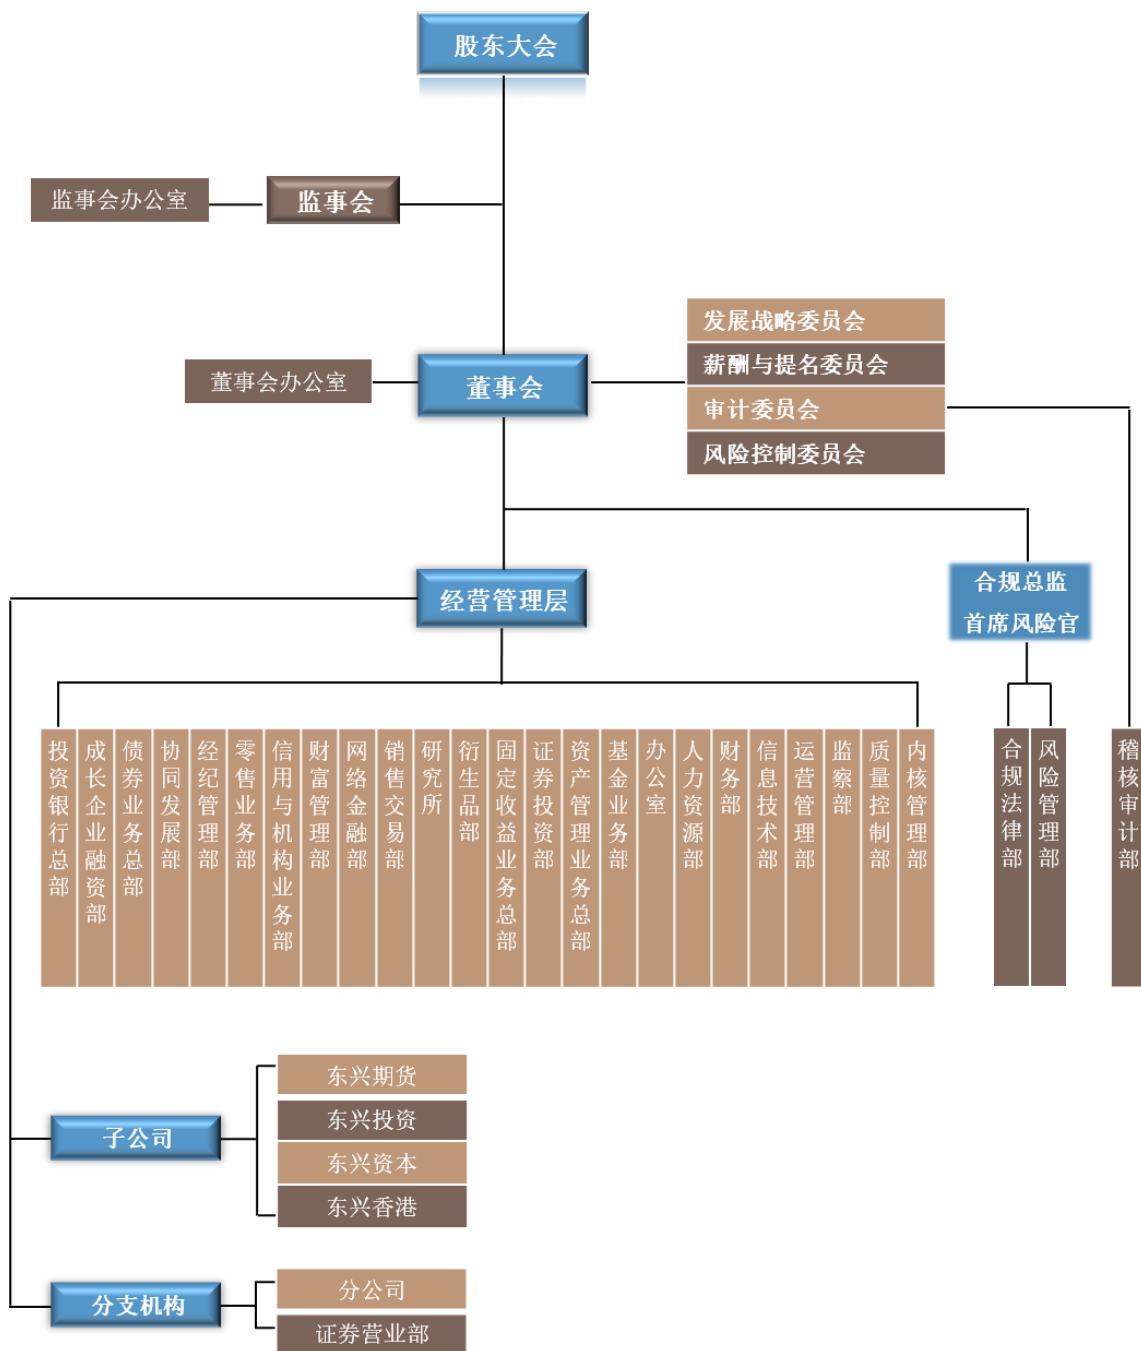 股东大会
监事会办公室
监事会
发展战略委员会
薪酬与提名委员会
审计委员会
风险控制委员会
董事会办公室
董事会
经营管理层
合规总监
首席风险官
投资银行总部
成长企业融资部
债券业务总部
协同发展部
经纪管理部
零售业务部
信用与机构业务部
财富管理部
网络金融部
销售交易部
研究所
衍生品部
固定收益业务总部
证券投资部
资产管理业务总部
基金业务部
办公室
人力资源部
财务部
信息技术部
运营管理部
监察部
质量控制部
内核管理部
合规法律部
风险管理部
稽核审计部
子公司
东兴期货
东兴投资
东兴资本
东兴香港
分支机构
分公司
证券营业部